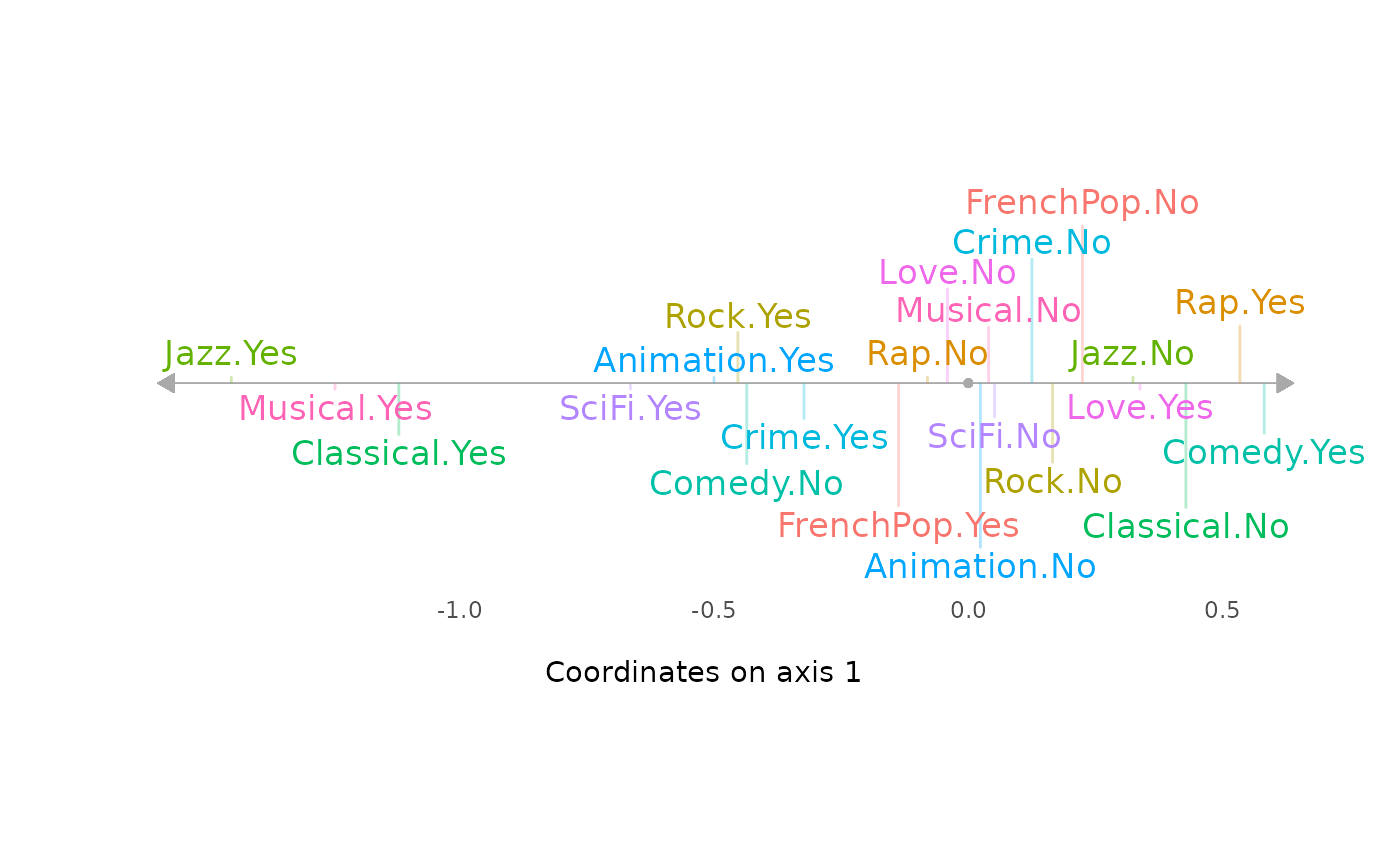 FrenchPop.No
Crime.No
Love.No
Rap.Yes
Musical.No
Rock.Yes
Jazz.Yes
Animation.Yes
Rap.No
Jazz.No
Musical.Yes
SciFi.Yes
Love.Yes
Crime.Yes
SciFi.No
Classical.Yes
Comedy.Yes
Comedy.No
Rock.No
FrenchPop.Yes
Classical.No
Animation.No
-1.0 -0.5 0.0 0.5
Coordinates on axis 1